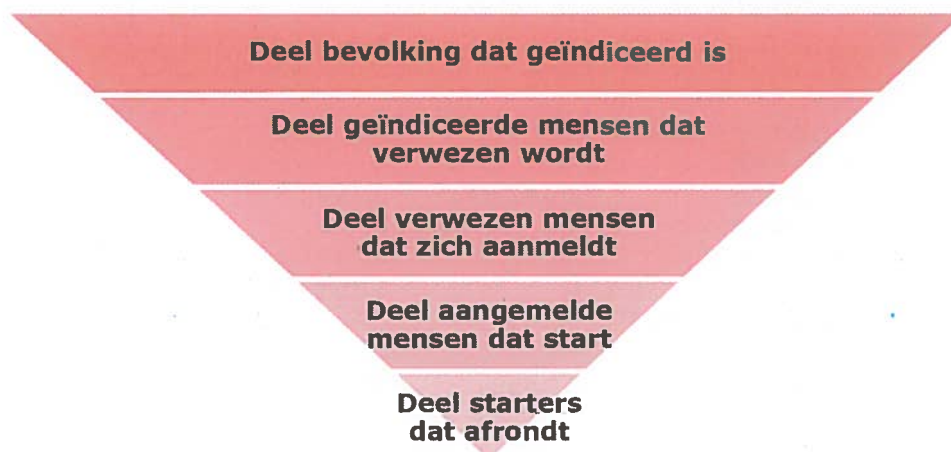 Deel bevolking dat geïndiceerd is
Deel geïndiceerde mensen dat
verwezen wordt
Deel verwezen mensen
dat zich aanmeldt
Deel aangemelde
mensen dat start
Deel starters
dat afrondt